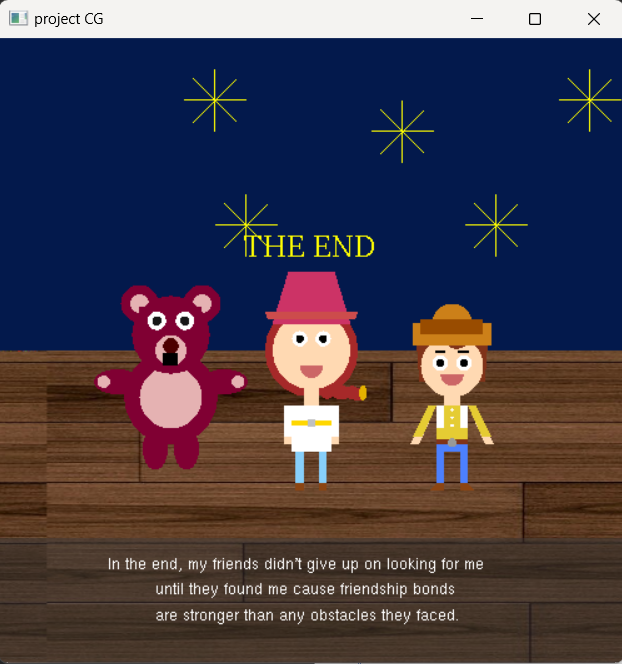 project CG
THE END
In the end, my friends didn't give up on looking for me
until they found me cause friendship bonds
are stronger than any obstacles they faced.